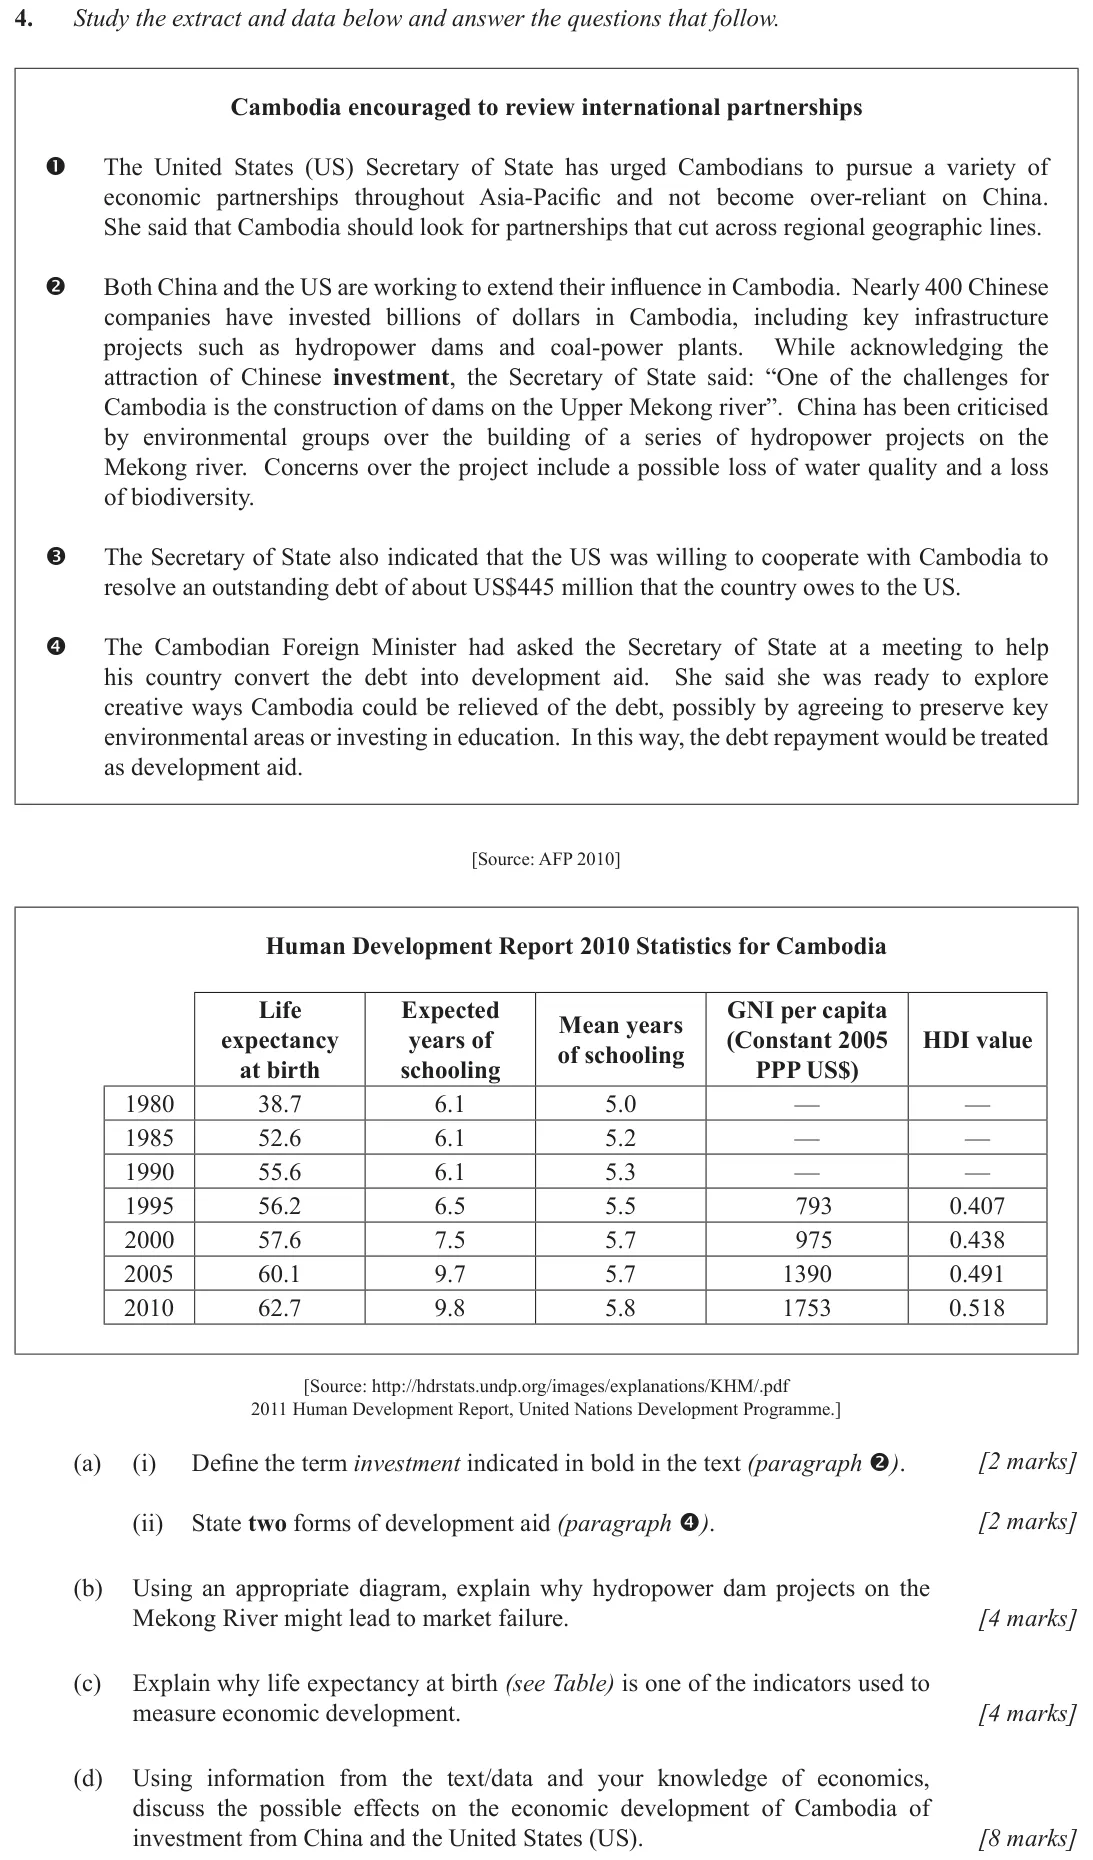 4. Study the extract and data below and answer the questions that follow.
Cambodia encouraged to review international partnerships
❶ The United States (US) Secretary of State has urged Cambodians to pursue a variety of
economic partnerships throughout Asia-Pacific and not become over-reliant on China.
She said that Cambodia should look for partnerships that cut across regional geographic lines.
❷ Both China and the US are working to extend their influence in Cambodia. Nearly 400 Chinese
companies have invested billions of dollars in Cambodia, including key infrastructure
projects such as hydropower dams and coal-power plants. While acknowledging the
attraction of Chinese investment, the Secretary of State said: “One of the challenges for
Cambodia is the construction of dams on the Upper Mekong river”. China has been criticised
by environmental groups over the building of a series of hydropower projects on the
Mekong river. Concerns over the project include a possible loss of water quality and a loss
of biodiversity.
❸ The Secretary of State also indicated that the US was willing to cooperate with Cambodia to
resolve an outstanding debt of about US$445 million that the country owes to the US.
❹ The Cambodian Foreign Minister had asked the Secretary of State at a meeting to help
his country convert the debt into development aid. She said she was ready to explore
creative ways Cambodia could be relieved of the debt, possibly by agreeing to preserve key
environmental areas or investing in education. In this way, the debt repayment would be treated
as development aid.
[Source: AFP 2010]
Human Development Report 2010 Statistics for Cambodia
Life expectancy at birth Expected years of schooling Mean years of schooling GNI per capita (Constant 2005 PPP US$) HDI value
1980 38.7 6.1 5.0 — —
1985 52.6 6.1 5.2 — —
1990 55.6 6.1 5.3 — —
1995 56.2 6.5 5.5 793 0.407
2000 57.6 7.5 5.7 975 0.438
2005 60.1 9.7 5.7 1390 0.491
2010 62.7 9.8 5.8 1753 0.518
[Source: http://hdrstats.undp.org/images/explanations/KHM/.pdf
2011 Human Development Report, United Nations Development Programme.]
(a) (i) Define the term investment indicated in bold in the text (paragraph ❷). [2 marks]
(ii) State two forms of development aid (paragraph ❹). [2 marks]
(b) Using an appropriate diagram, explain why hydropower dam projects on the
Mekong River might lead to market failure. [4 marks]
(c) Explain why life expectancy at birth (see Table) is one of the indicators used to
measure economic development. [4 marks]
(d) Using information from the text/data and your knowledge of economics,
discuss the possible effects on the economic development of Cambodia of
investment from China and the United States (US). [8 marks]